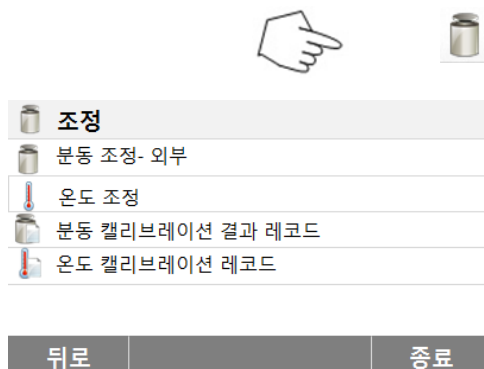 조정
분동 조정- 외부
온도 조정
분동 캘리브레이션 결과 레코드
온도 캘리브레이션 레코드
뒤로 종료